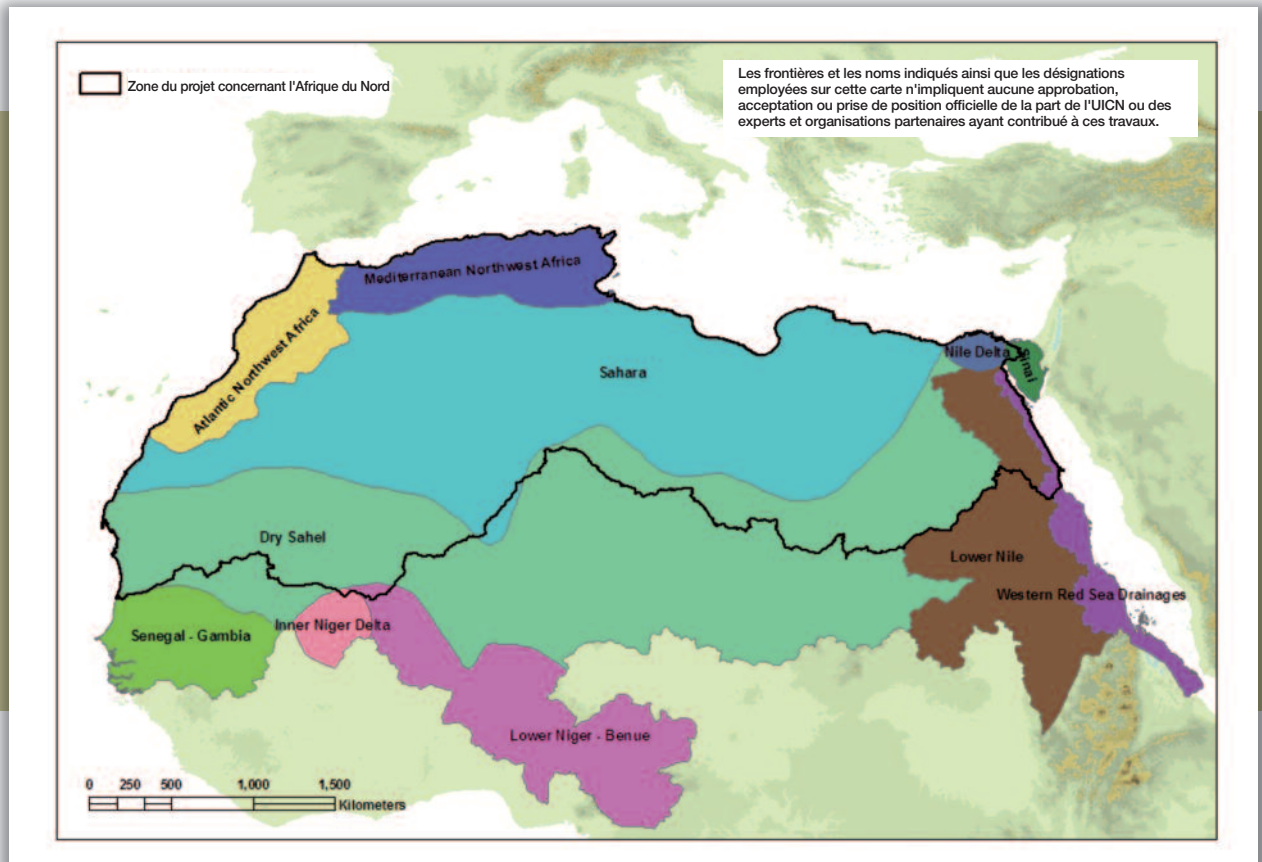 Zone du projet concernant l'Afrique du Nord
Les frontières et les noms indiqués ainsi que les désignations
employées sur cette carte n'impliquent aucune approbation,
acceptation ou prise de position officielle de la part de l'UICN ou des
experts et organisations partenaires ayant contribué à ces travaux.
Mediterranean Northwest Africa
Atlantic Northwest Africa
Sahara
Nile Delta
Sinai
Dry Sahel
Lower Nile
Western Red Sea Drainages
Senegal - Gambia
Inner Niger Delta
Lower Niger - Benue
0 250 500 1,000 1,500
Kilometers